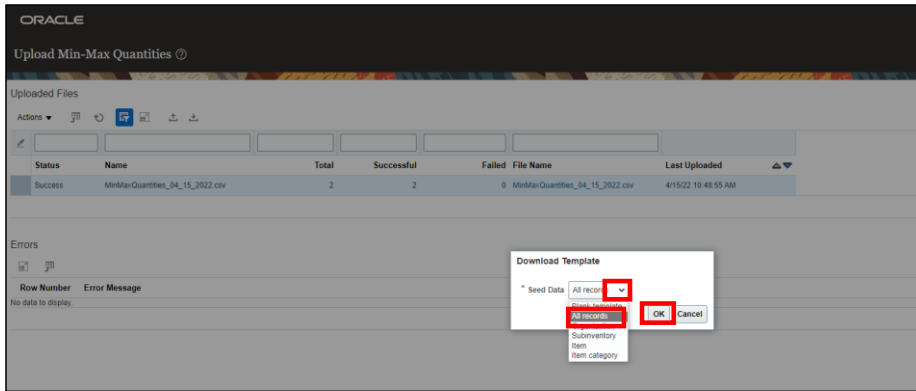 ORACLE
Upload Min-Max Quantities
Uploaded Files
Actions
Status Name Total Successful Failed File Name Last Uploaded
Success MinMaxQuantities_04_15_2022.csv 2 2 0 MinMaxQuantities_04_15_2022.csv 4/15/22 10:48:55 AM
Errors
Row Number Error Message
No data to display.
Download Template
* Seed Data All records
Blank template
All records
Subinventory
Item
Item category
OK Cancel